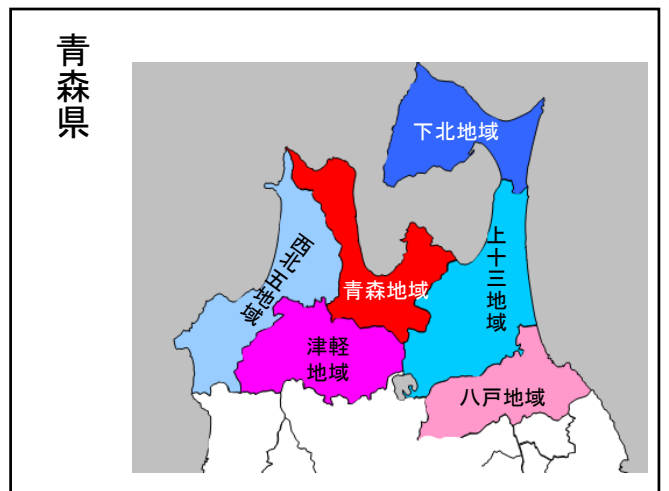 青森県
下北地域
西北五地域
青森地域
上十三地域
津軽
地域
八戸地域